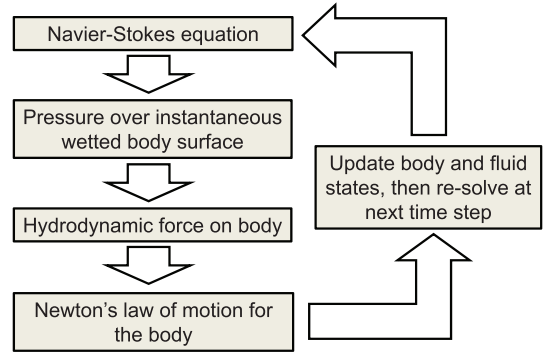 Navier-Stokes equation
Pressure over instantaneous
wetted body surface
Hydrodynamic force on body
Newton’s law of motion for
the body
Update body and fluid
states, then re-solve at
next time step